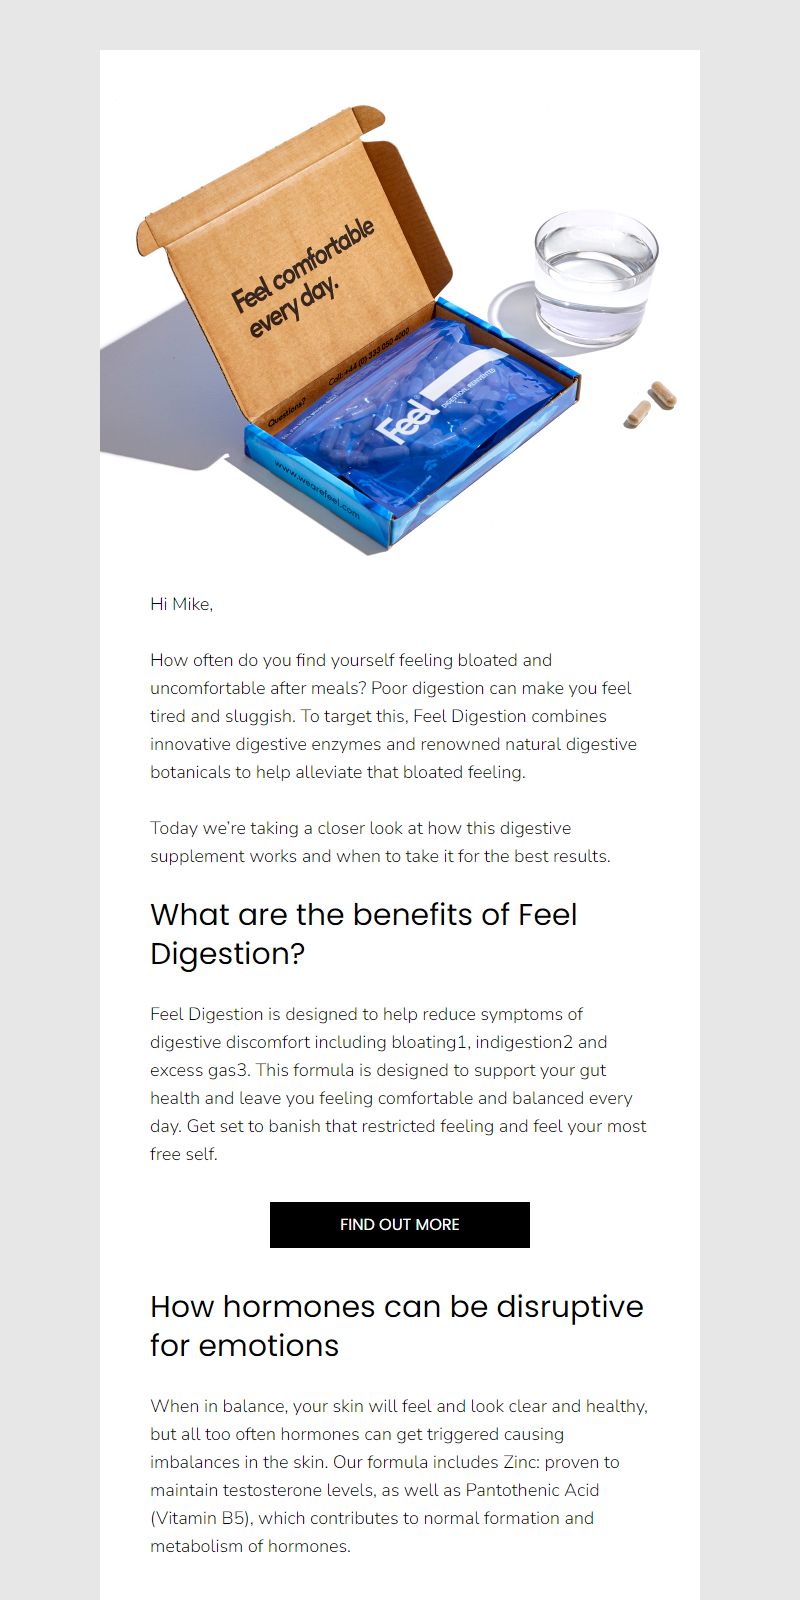 Feel comfortable
every day.
Questions?
Call: +44 (0) 333 050 4000
Feel
DIGESTION, REINVENTED
www.wearefeel.com
Hi Mike,
How often do you find yourself feeling bloated and
uncomfortable after meals? Poor digestion can make you feel
tired and sluggish. To target this, Feel Digestion combines
innovative digestive enzymes and renowned natural digestive
botanicals to help alleviate that bloated feeling.
Today we're taking a closer look at how this digestive
supplement works and when to take it for the best results.
What are the benefits of Feel
Digestion?
Feel Digestion is designed to help reduce symptoms of
digestive discomfort including bloating1, indigestion2 and
excess gas3. This formula is designed to support your gut
health and leave you feeling comfortable and balanced every
day. Get set to banish that restricted feeling and feel your most
free self.
FIND OUT MORE
How hormones can be disruptive
for emotions
When in balance, your skin will feel and look clear and healthy,
but all too often hormones can get triggered causing
imbalances in the skin. Our formula includes Zinc: proven to
maintain testosterone levels, as well as Pantothenic Acid
(Vitamin B5), which contributes to normal formation and
metabolism of hormones.